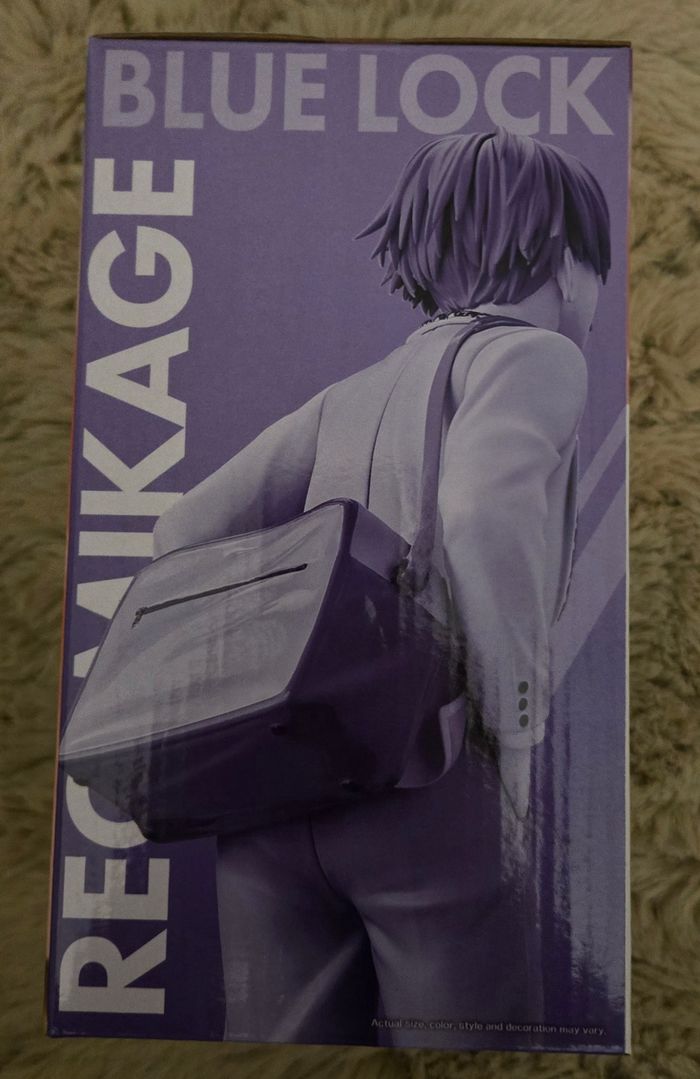 BLUE LOCK
REO MIKAGE
Actual size, color, style and decoration may vary.